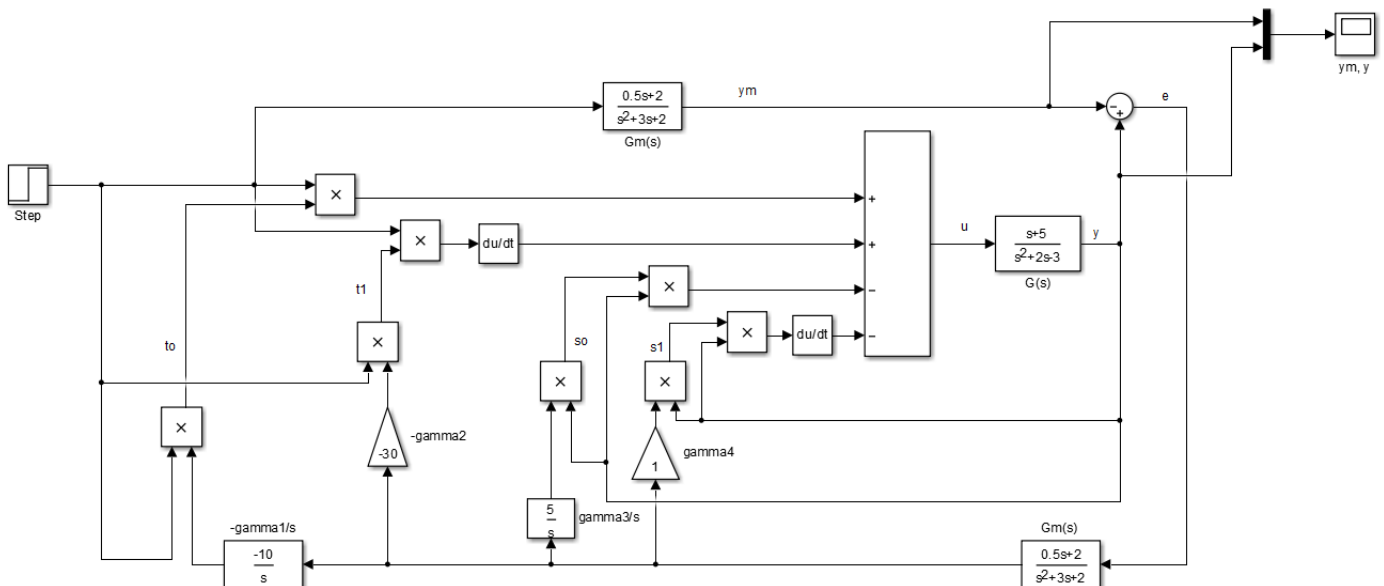 ym, y
ym
e
0.5s+2
s²+3s+2
Gm(s)
×
+
Step
×
+
du/dt
u
s+5
s²+2s-3
G(s)
y
t1
×
−
to
×
so
s1
×
du/dt
−
×
×
×
-gamma2
-30
gamma4
1
5
s
gamma3/s
-gamma1/s
-10
s
Gm(s)
0.5s+2
s²+3s+2
−
+